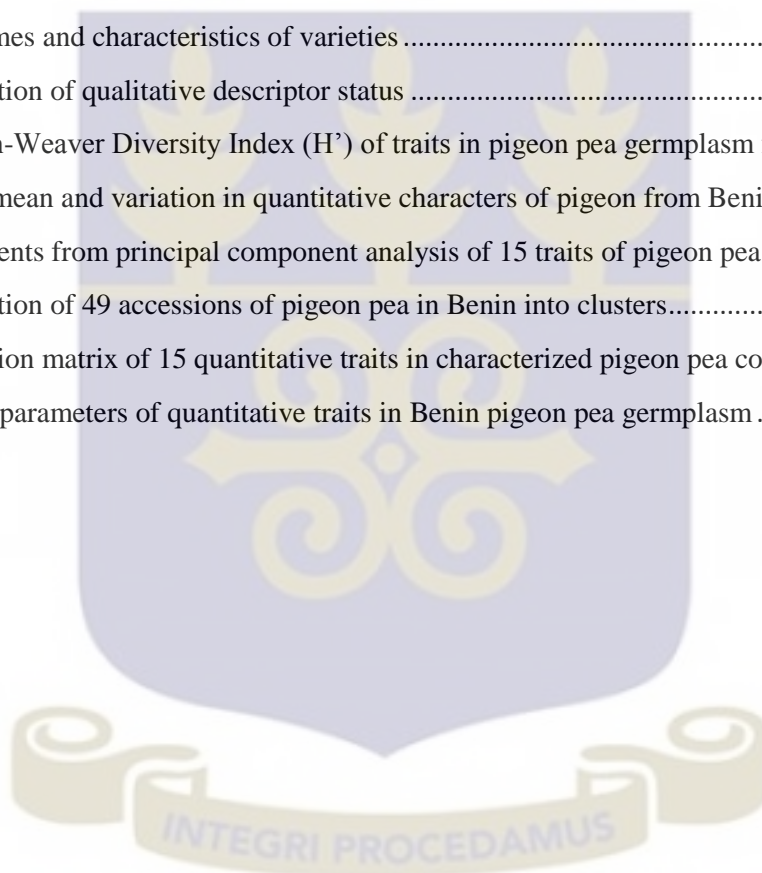 mes and characteristics of varieties ................................................................
tion of qualitative descriptor status ................................................................
n-Weaver Diversity Index (H’) of traits in pigeon pea germplasm
mean and variation in quantitative characters of pigeon from Beni
ents from principal component analysis of 15 traits of pigeon pea
tion of 49 accessions of pigeon pea in Benin into clusters................
ion matrix of 15 quantitative traits in characterized pigeon pea co
parameters of quantitative traits in Benin pigeon pea germplasm .
INTEGRI PROCEDAMUS